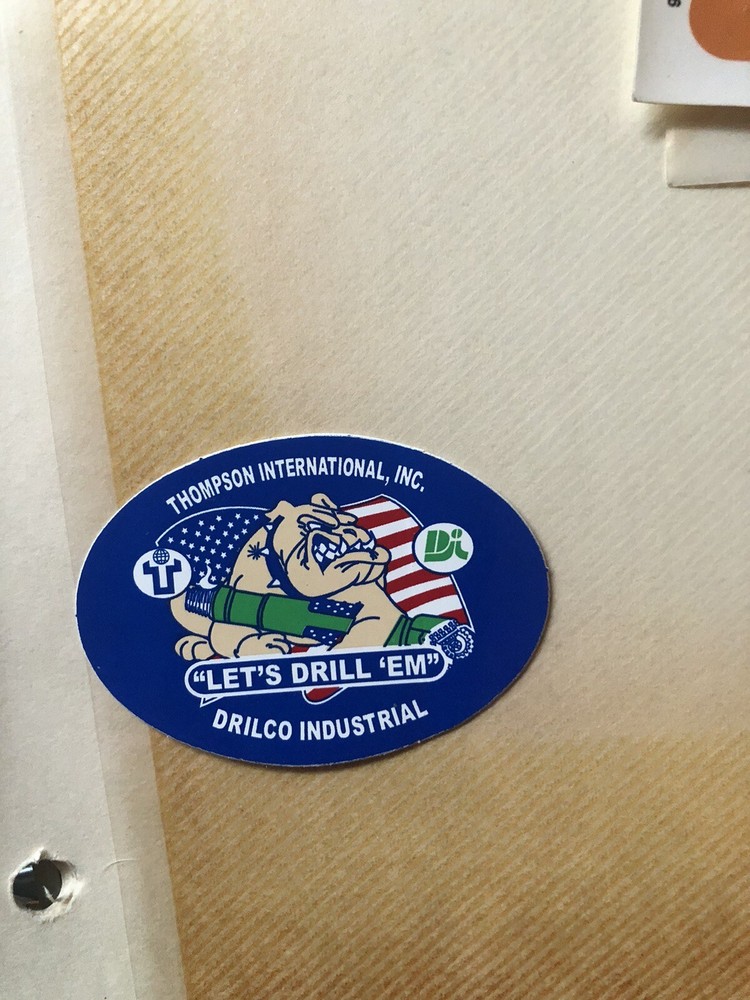 THOMPSON INTERNATIONAL, INC.
T
Di
"LET'S DRILL 'EM"
DRILCO INDUSTRIAL